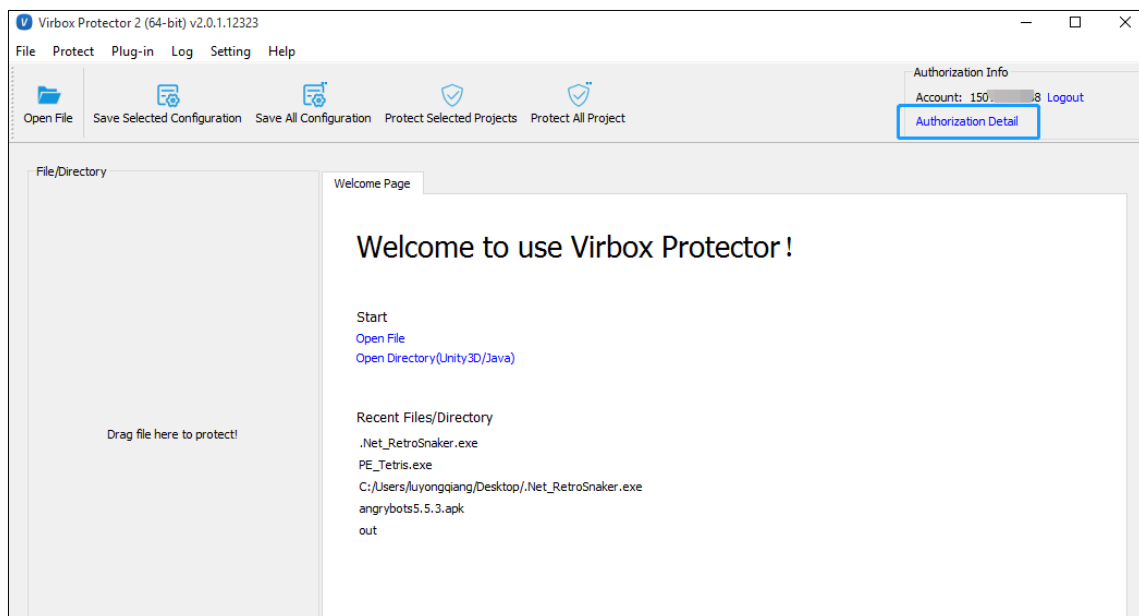 Virbox Protector 2 (64-bit) v2.0.1.12323
File Protect Plug-in Log Setting Help
Open File Save Selected Configuration Save All Configuration Protect Selected Projects Protect All Project
Authorization Info
Account: 150 8 Logout
Authorization Detail
File/Directory
Drag file here to protect!
Welcome Page
Welcome to use Virbox Protector!
Start
Open File
Open Directory(Unity3D/Java)
Recent Files/Directory
.Net_RetroSnaker.exe
PE_Tetris.exe
C:/Users/luyongqiang/Desktop/.Net_RetroSnaker.exe
angrybots5.5.3.apk
out